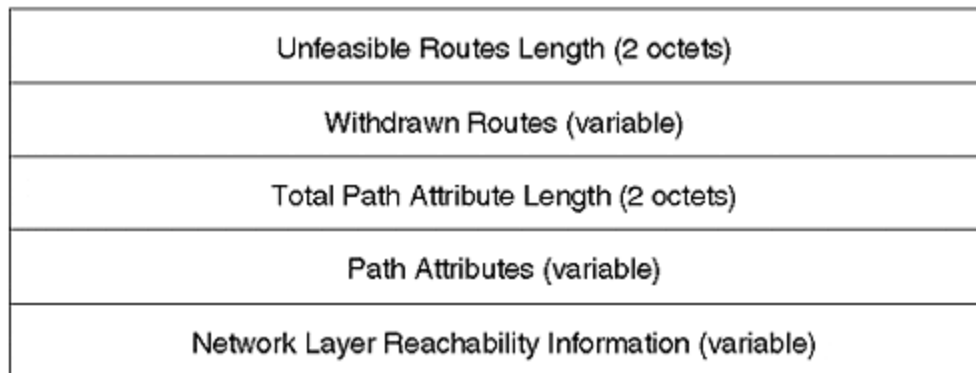 Unfeasible Routes Length (2 octets)
Withdrawn Routes (variable)
Total Path Attribute Length (2 octets)
Path Attributes (variable)
Network Layer Reachability Information (variable)